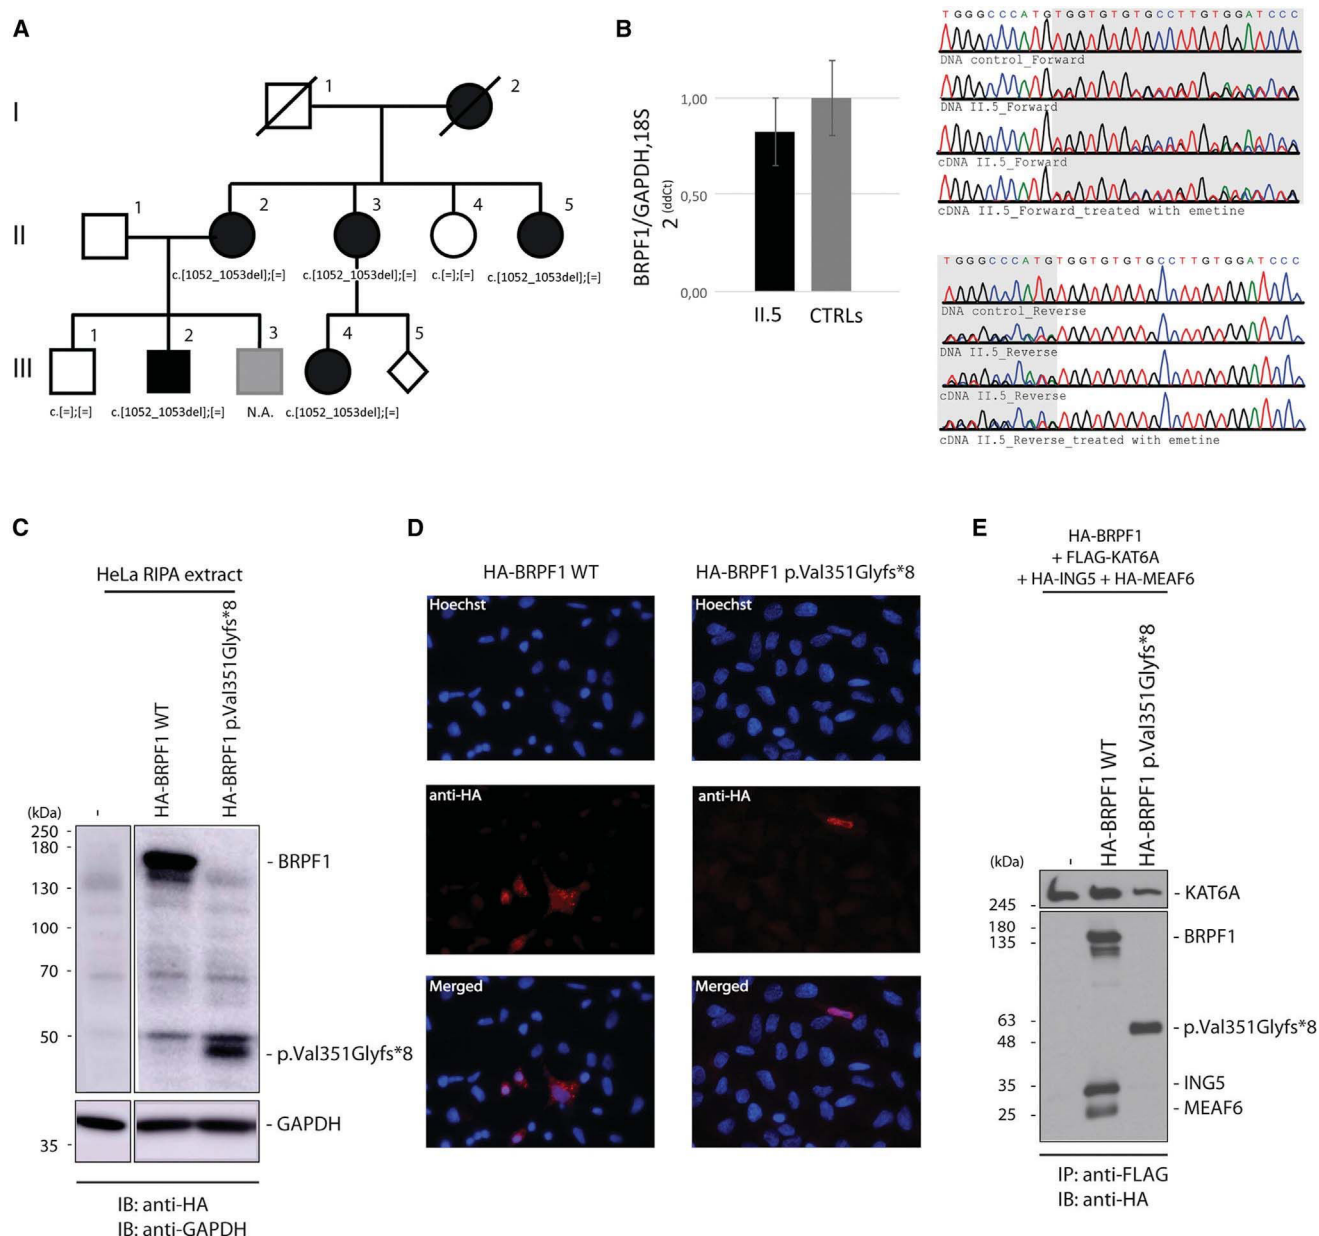 A
I
1
2
II
1
2
3
4
5
c.[1052_1053del];[=]
c.[1052_1053del];[=]
c.[=];[=]
c.[1052_1053del];[=]
III
1
2
3
4
5
c.[=];[=]
c.[1052_1053del];[=]
N.A.
c.[1052_1053del];[=]
B
BRPF1/GAPDH,18S
2 (ddCt)
1,00
0,50
0,00
II.5
CTRLs
T G G G C C C A T G T G G T G T G T G C C T T G T G G A T C C C
DNA control_Forward
DNA II.5_Forward
cDNA II.5_Forward
cDNA II.5_Forward_treated with emetine
T G G G C C C A T G T G G T G T G T G C C T T G T G G A T C C C
DNA control_Reverse
DNA II.5_Reverse
cDNA II.5_Reverse
cDNA II.5_Reverse_treated with emetine
C
HeLa RIPA extract
-
HA-BRPF1 WT
HA-BRPF1 p.Val351Glyfs*8
(kDa)
250 -
180 -
130 -
100 -
70 -
50 -
35 -
- BRPF1
- p.Val351Glyfs*8
- GAPDH
IB: anti-HA
IB: anti-GAPDH
D
HA-BRPF1 WT
HA-BRPF1 p.Val351Glyfs*8
Hoechst
Hoechst
anti-HA
anti-HA
Merged
Merged
E
HA-BRPF1
+ FLAG-KAT6A
+ HA-ING5 + HA-MEAF6
-
HA-BRPF1 WT
HA-BRPF1 p.Val351Glyfs*8
(kDa)
245 -
180 -
135 -
63 -
48 -
35 -
25 -
- KAT6A
- BRPF1
- p.Val351Glyfs*8
- ING5
- MEAF6
IP: anti-FLAG
IB: anti-HA